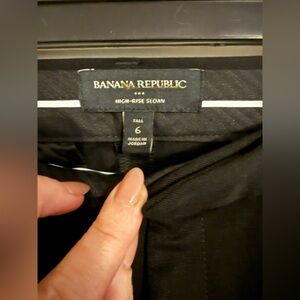 BANANA REPUBLIC
HIGH-RISE SLOAN
TALL
6
MADE IN
JORDAN